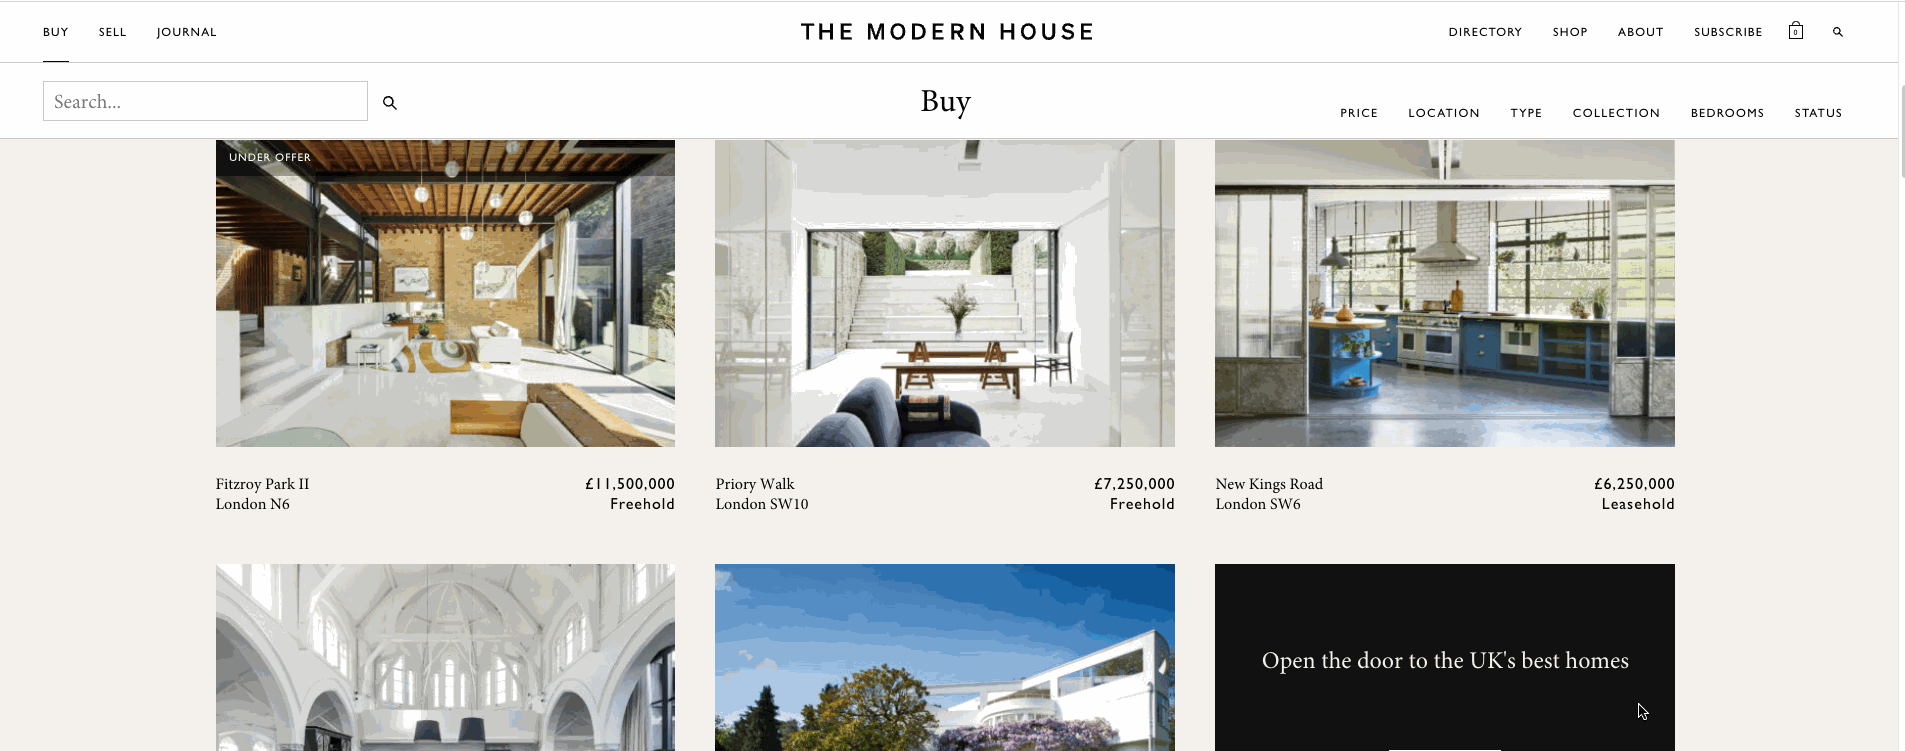 BUY SELL JOURNAL
THE MODERN HOUSE
DIRECTORY SHOP ABOUT SUBSCRIBE 0
Search...
Buy
PRICE LOCATION TYPE COLLECTION BEDROOMS STATUS
UNDER OFFER
Fitzroy Park II £11,500,000
London N6 Freehold
Priory Walk £7,250,000
London SW10 Freehold
New Kings Road £6,250,000
London SW6 Leasehold
Open the door to the UK's best homes